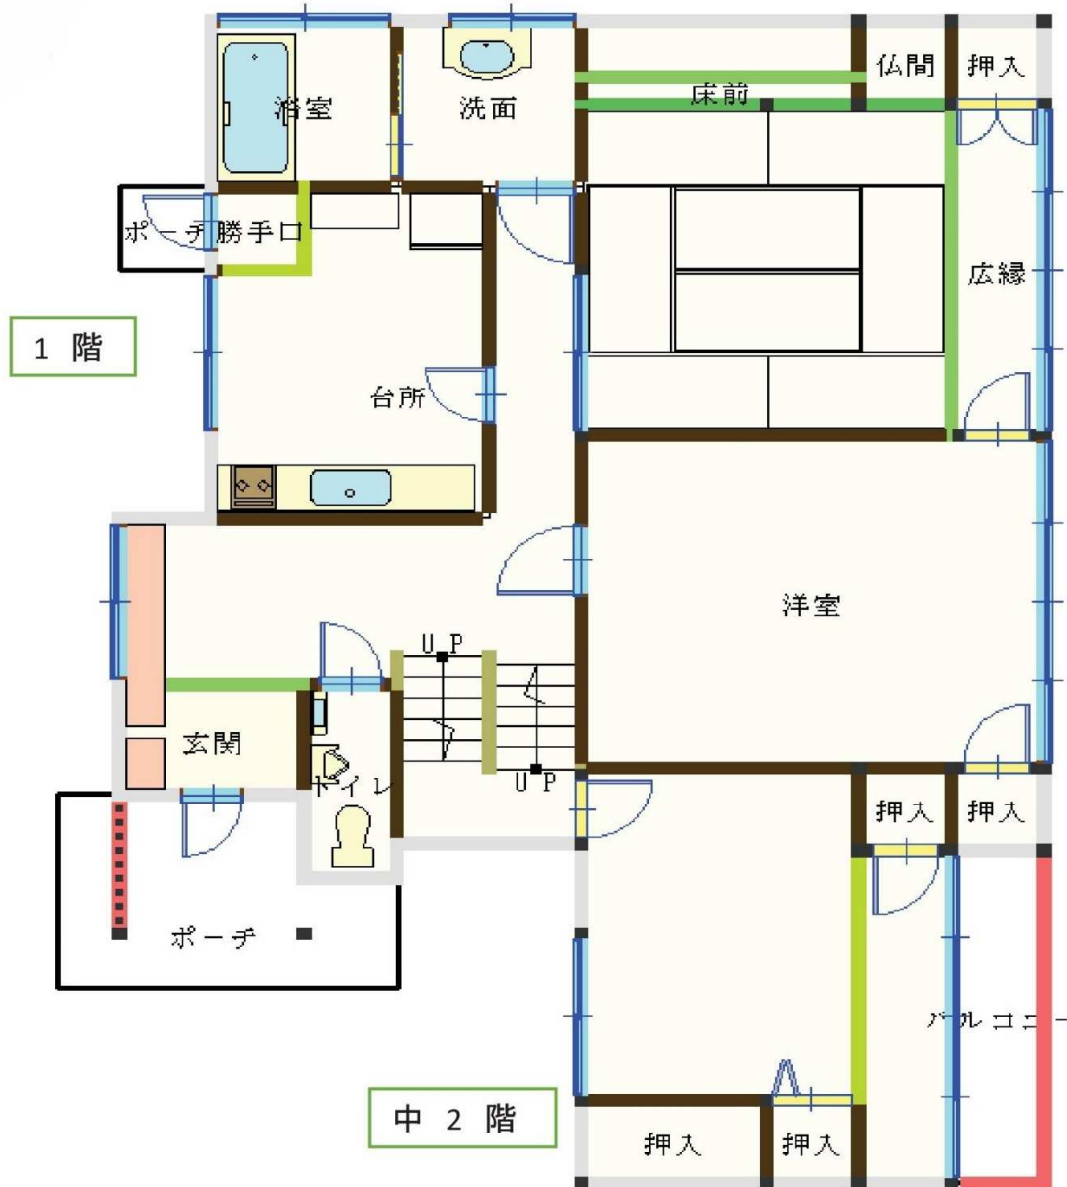 仏間
押入
床前
浴室
洗面
ポーチ
勝手口
広縁
1 階
台所
洋室
UP
玄関
トイレ
UP
押入
押入
ポーチ
バルコニー
中 2 階
押入
押入